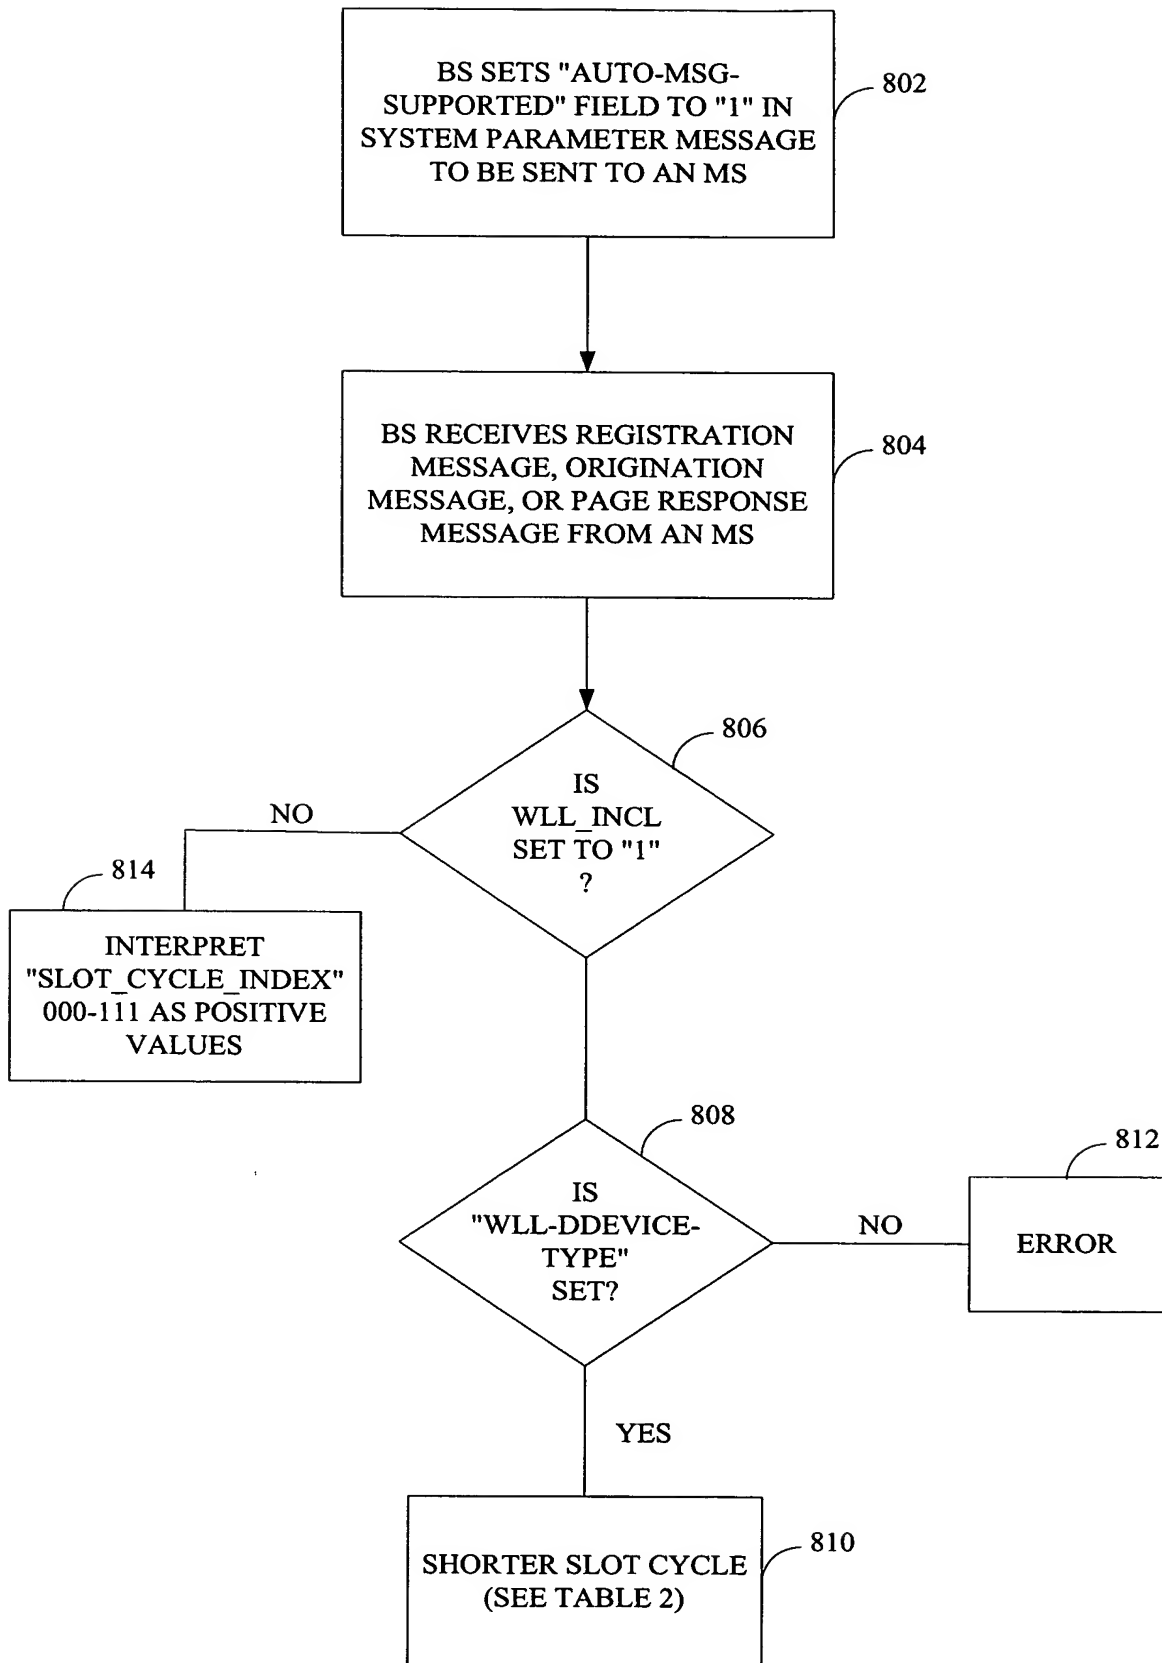 BS SETS "AUTO-MSG-
SUPPORTED" FIELD TO "1" IN
SYSTEM PARAMETER MESSAGE
TO BE SENT TO AN MS
802
BS RECEIVES REGISTRATION
MESSAGE, ORIGINATION
MESSAGE, OR PAGE RESPONSE
MESSAGE FROM AN MS
804
IS
WLL_INCL
SET TO "1"
?
806
NO
814
INTERPRET
"SLOT_CYCLE_INDEX"
000-111 AS POSITIVE
VALUES
IS
"WLL-DDEVICE-
TYPE"
SET?
808
NO
812
ERROR
YES
SHORTER SLOT CYCLE
(SEE TABLE 2)
810